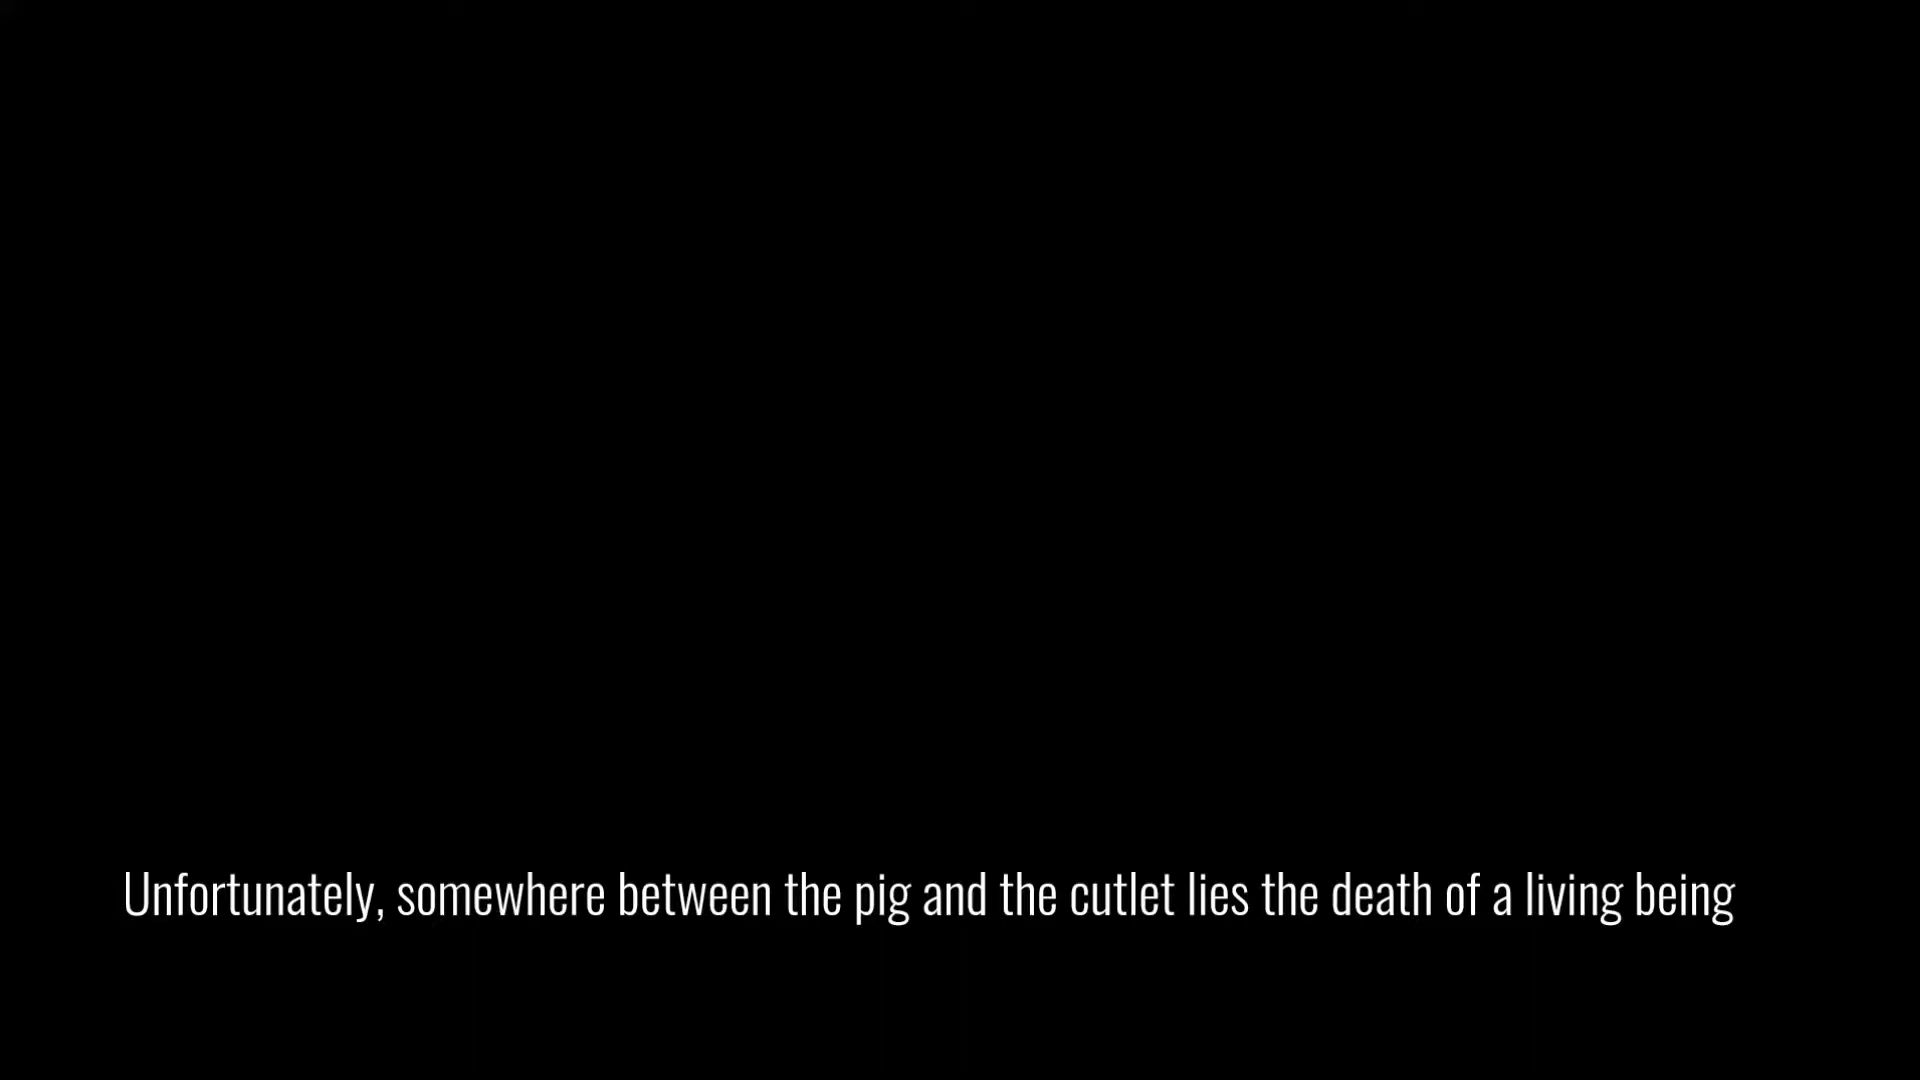 Unfortunately, somewhere between the pig and the cutlet lies the death of a living being